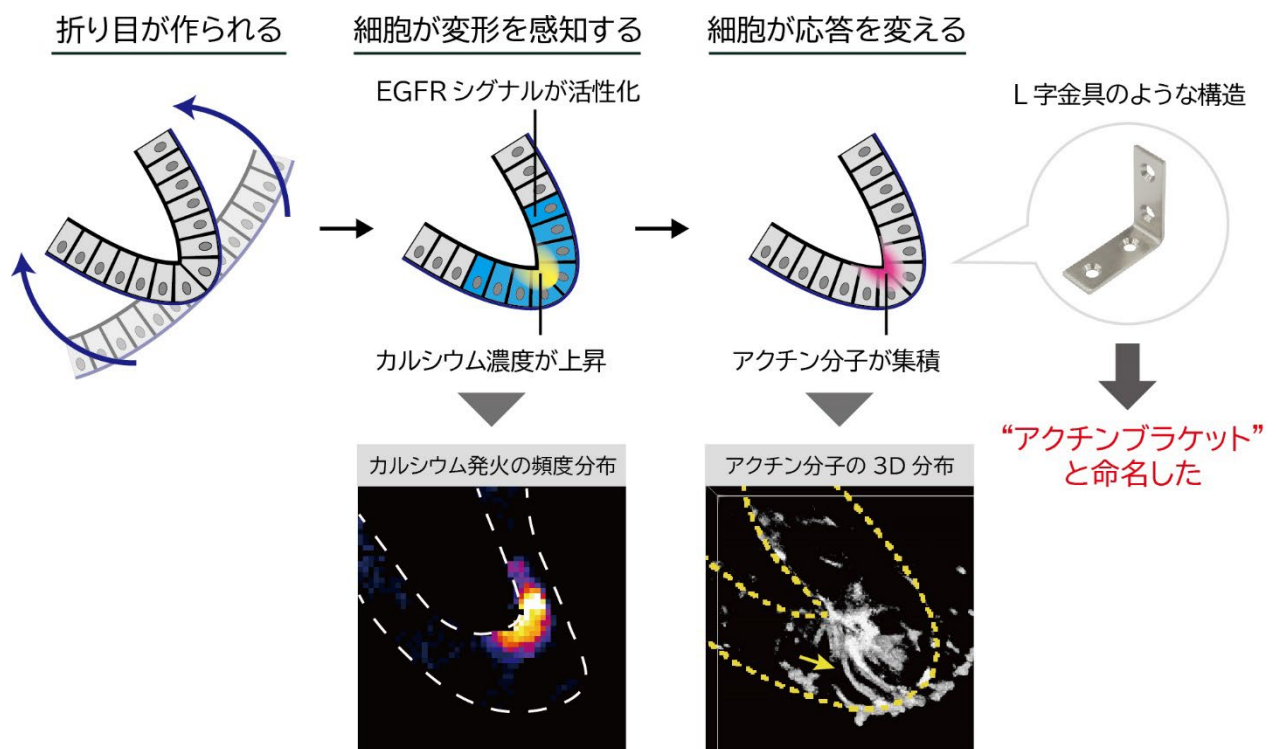 折り目が作られる
細胞が変形を感知する
細胞が応答を変える
EGFR シグナルが活性化
L 字金具のような構造
カルシウム濃度が上昇
アクチン分子が集積
“アクチンブラケット”
と命名した
カルシウム発火の頻度分布
アクチン分子の 3D 分布